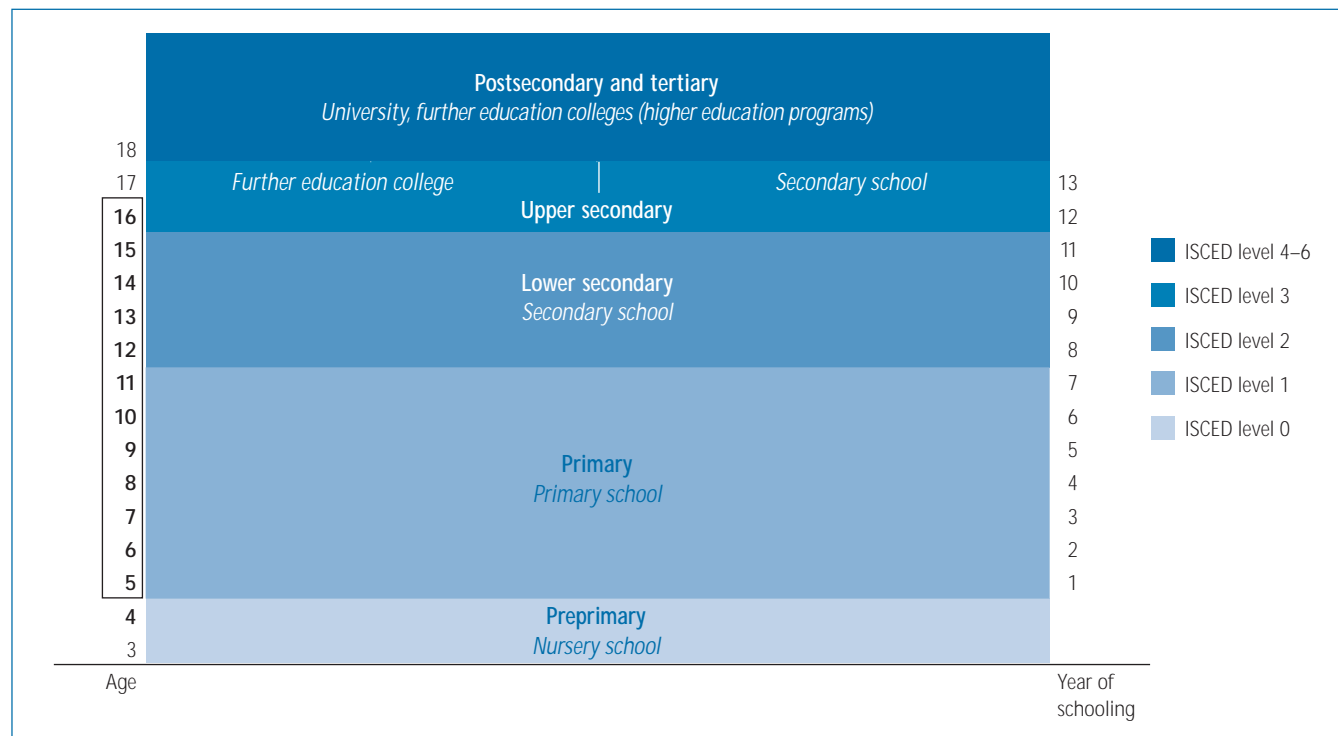 Postsecondary and tertiary
University, further education colleges (higher education programs)
18
17 Further education college Secondary school 13
16 Upper secondary 12
15 11
14 Lower secondary 10
13 Secondary school 9
12 8
11 7
10 6
9 5
8 Primary 4
Primary school
7 3
6 2
5 1
4 Preprimary
3 Nursery school
Age Year of
schooling
ISCED level 4–6
ISCED level 3
ISCED level 2
ISCED level 1
ISCED level 0